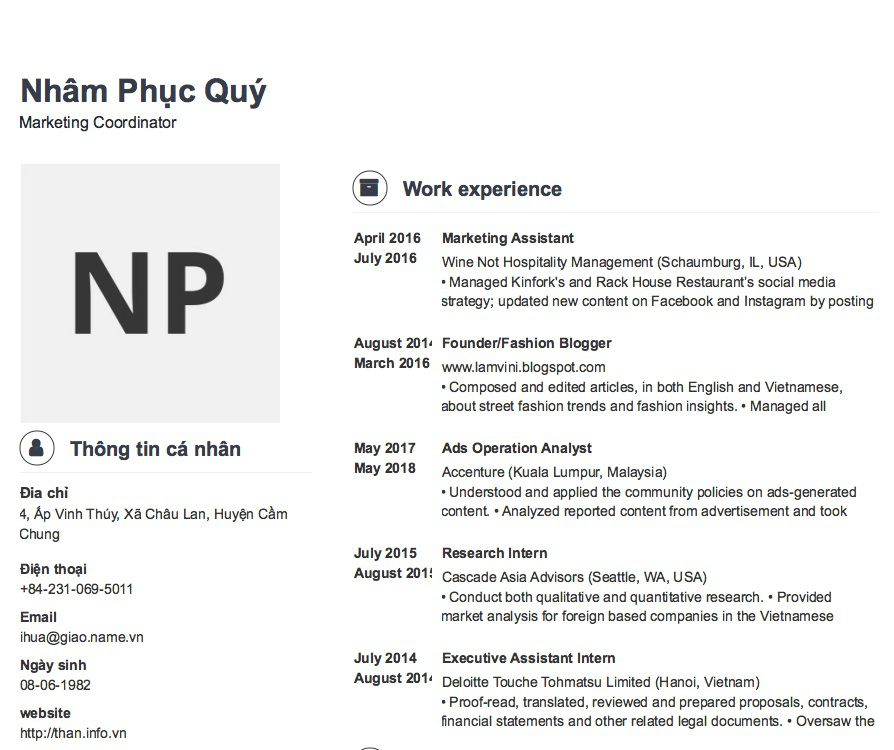 Nhâm Phục Quý
Marketing Coordinator
NP
Thông tin cá nhân
Đia chỉ
4, Ấp Vinh Thúy, Xã Châu Lan, Huyện Cầm
Chung
Điện thoại
+84-231-069-5011
Email
ihua@giao.name.vn
Ngày sinh
08-06-1982
website
http://than.info.vn
Work experience
April 2016 Marketing Assistant
July 2016 Wine Not Hospitality Management (Schaumburg, IL, USA)
• Managed Kinfork's and Rack House Restaurant's social media
strategy; updated new content on Facebook and Instagram by posting
August 2014 Founder/Fashion Blogger
March 2016 www.lamvini.blogspot.com
• Composed and edited articles, in both English and Vietnamese,
about street fashion trends and fashion insights. • Managed all
May 2017 Ads Operation Analyst
May 2018 Accenture (Kuala Lumpur, Malaysia)
• Understood and applied the community policies on ads-generated
content. • Analyzed reported content from advertisement and took
July 2015 Research Intern
August 2015 Cascade Asia Advisors (Seattle, WA, USA)
• Conduct both qualitative and quantitative research. • Provided
market analysis for foreign based companies in the Vietnamese
July 2014 Executive Assistant Intern
August 2014 Deloitte Touche Tohmatsu Limited (Hanoi, Vietnam)
• Proof-read, translated, reviewed and prepared proposals, contracts,
financial statements and other related legal documents. • Oversaw the